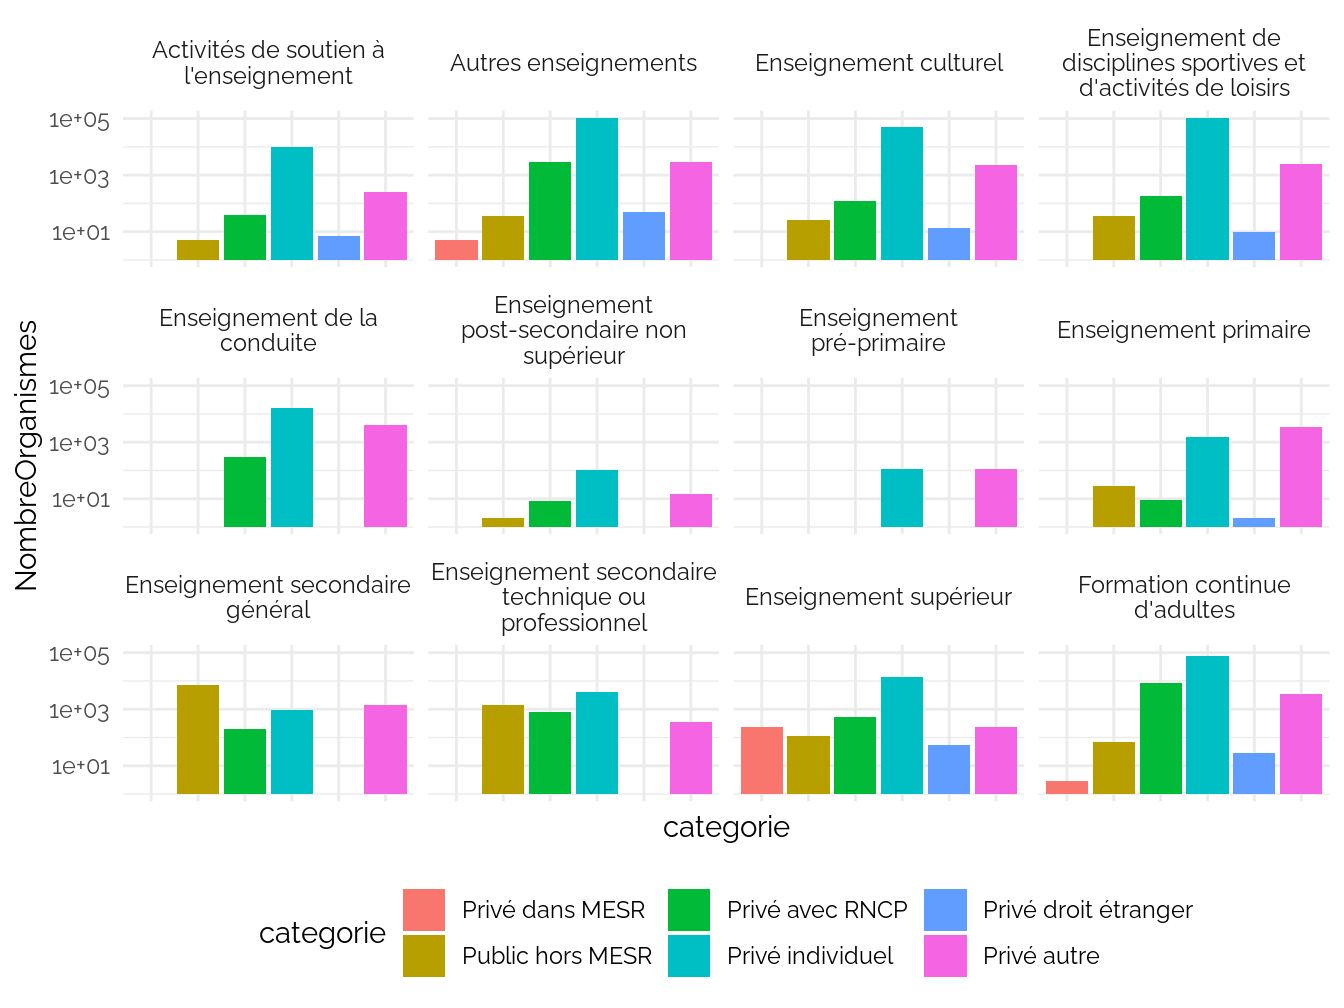 Activités de soutien à
l'enseignement
Autres enseignements
Enseignement culturel
Enseignement de
disciplines sportives et
d'activités de loisirs
1e+05
1e+03
1e+01
Enseignement de la
conduite
Enseignement
post-secondaire non
supérieur
Enseignement
pré-primaire
Enseignement primaire
1e+05
1e+03
1e+01
NombreOrganismes
Enseignement secondaire
général
Enseignement secondaire
technique ou
professionnel
Enseignement supérieur
Formation continue
d'adultes
1e+05
1e+03
1e+01
categorie
categorie
Privé dans MESR
Public hors MESR
Privé avec RNCP
Privé individuel
Privé droit étranger
Privé autre